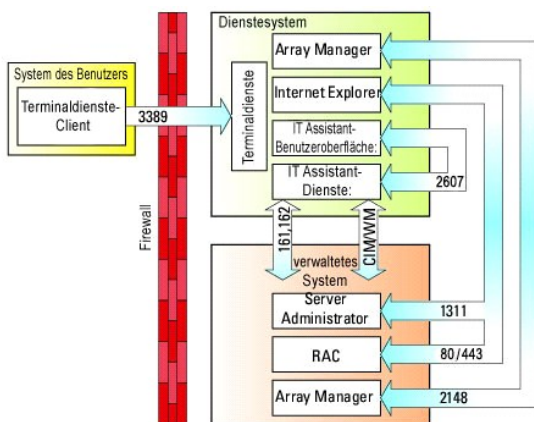 Dienstesystem
Array Manager
System des Benutzers
Terminaldienste-
Client
3389
Terminaldienste
Internet Explorer
IT Assistant-
Benutzeroberfläche:
IT Assistant-
Dienste:
2607
Firewall
161,162
CIM/WM
verwaltetes
System
Server
Administrator
1311
RAC
80/443
Array Manager
2148